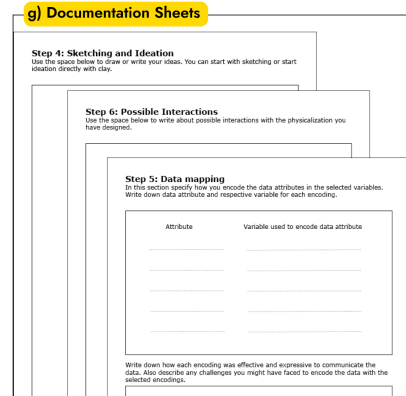 g) Documentation Sheets
Step 4: Sketching and Ideation
Use the space below to draw or write your ideas. You can start with sketching or start
ideation directly with clay.
Step 6: Possible Interactions
Use the space below to write about possible interactions with the physicalization you
have designed.
Step 5: Data mapping
In this section specify how you encode the data attributes in the selected variables.
Write down data attribute and respective variable for each encoding.
Attribute Variable used to encode data attribute
Write down how each encoding was effective and expressive to communicate the
data. Also describe any challenges you might have faced to encode the data with the
selected encodings.